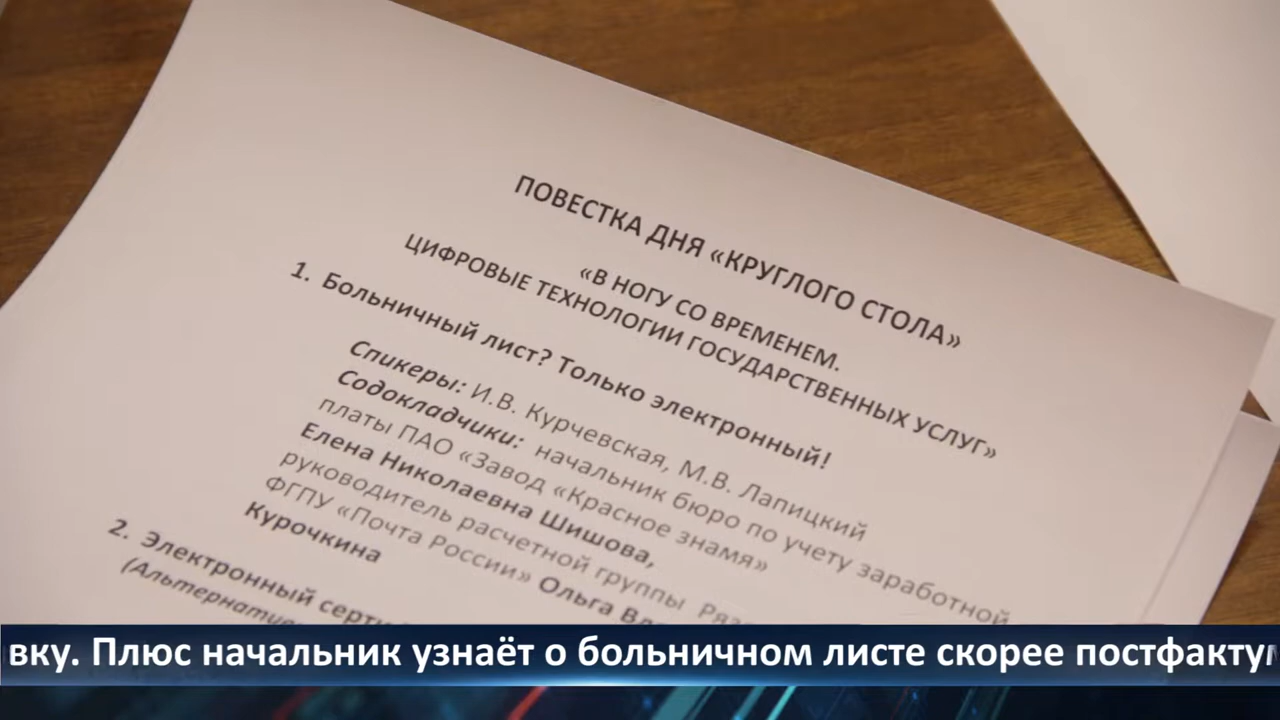 ПОВЕСТКА ДНЯ «КРУГЛОГО СТОЛА»
«В НОГУ СО ВРЕМЕНЕМ.
ЦИФРОВЫЕ ТЕХНОЛОГИИ ГОСУДАРСТВЕННЫХ УСЛУГ»
1. Больничный лист? Только электронный!
Спикеры: И.В. Курчевская, М.В. Лапицкий
Содокладчики: начальник бюро по учету заработной
платы ПАО «Завод «Красное знамя»
Елена Николаевна Шишова,
руководитель расчетной группы
ФГПУ «Почта России» Ольга
Курочкина
2. Электронный
вку. Плюс начальник узнаёт о больничном листе скорее